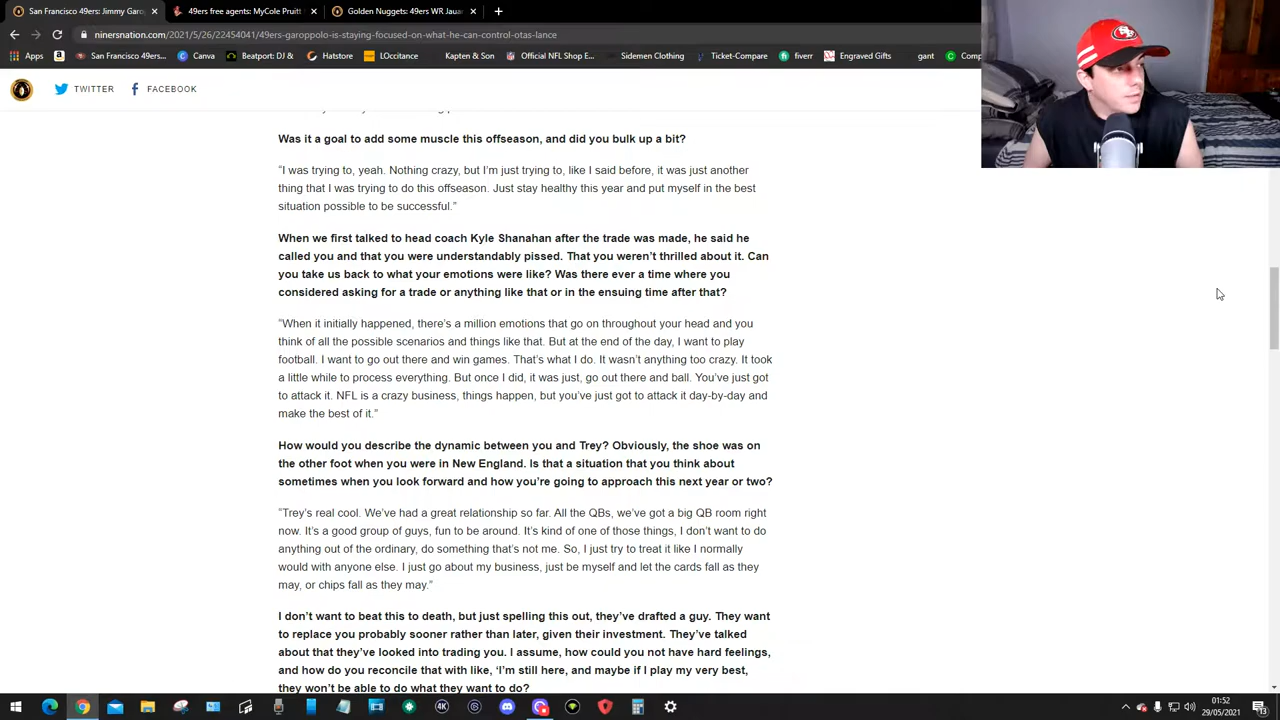 San Francisco 49ers: Jimmy Garop
49ers free agents: MyCole Pruitt
Golden Nuggets: 49ers WR Jauar
ninersnation.com/2021/5/26/22454041/49ers-garoppolo-is-staying-focused-on-what-he-can-control-otas-lance
Apps San Francisco 49ers... Canva Beatport: DJ & Hatstore LOccitance Kapten & Son Official NFL Shop E... Sidemen Clothing Ticket-Compare fiverr Engraved Gifts gant Comp
TWITTER FACEBOOK
Was it a goal to add some muscle this offseason, and did you bulk up a bit?
“I was trying to, yeah. Nothing crazy, but I’m just trying to, like I said before, it was just another
thing that I was trying to do this offseason. Just stay healthy this year and put myself in the best
situation possible to be successful.”
When we first talked to head coach Kyle Shanahan after the trade was made, he said he
called you and that you were understandably pissed. That you weren’t thrilled about it. Can
you take us back to what your emotions were like? Was there ever a time where you
considered asking for a trade or anything like that or in the ensuing time after that?
“When it initially happened, there’s a million emotions that go on throughout your head and you
think of all the possible scenarios and things like that. But at the end of the day, I want to play
football. I want to go out there and win games. That’s what I do. It wasn’t anything too crazy. It took
a little while to process everything. But once I did, it was just, go out there and ball. You’ve just got
to attack it. NFL is a crazy business, things happen, but you’ve just got to attack it day-by-day and
make the best of it.”
How would you describe the dynamic between you and Trey? Obviously, the shoe was on
the other foot when you were in New England. Is that a situation that you think about
sometimes when you look forward and how you’re going to approach this next year or two?
“Trey’s real cool. We’ve had a great relationship so far. All the QBs, we’ve got a big QB room right
now. It’s a good group of guys, fun to be around. It’s kind of one of those things, I don’t want to do
anything out of the ordinary, do something that’s not me. So, I just try to treat it like I normally
would with anyone else. I just go about my business, just be myself and let the cards fall as they
may, or chips fall as they may.”
I don’t want to beat this to death, but just spelling this out, they’ve drafted a guy. They want
to replace you probably sooner rather than later, given their investment. They’ve talked
about that they’ve looked into trading you. I assume, how could you not have hard feelings,
and how do you reconcile that with like, ‘I’m still here, and maybe if I play my very best,
they won’t be able to do what they want to do?
4K
01:52
29/05/2021
13
SF